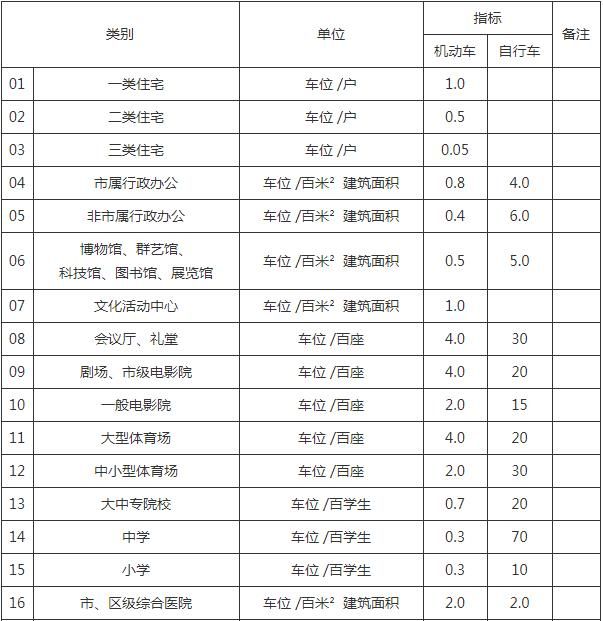 类别 单位 指标 备注
机动车 自行车
01 一类住宅 车位 /户 1.0
02 二类住宅 车位 /户 0.5
03 三类住宅 车位 /户 0.05
04 市属行政办公 车位 /百米² 建筑面积 0.8 4.0
05 非市属行政办公 车位 /百米² 建筑面积 0.4 6.0
06 博物馆、群艺馆、
科技馆、图书馆、展览馆 车位 /百米² 建筑面积 0.5 5.0
07 文化活动中心 车位 /百米² 建筑面积 1.0
08 会议厅、礼堂 车位 /百座 4.0 30
09 剧场、市级电影院 车位 /百座 4.0 20
10 一般电影院 车位 /百座 2.0 15
11 大型体育场 车位 /百座 4.0 20
12 中小型体育场 车位 /百座 2.0 30
13 大中专院校 车位 /百学生 0.7 20
14 中学 车位 /百学生 0.3 70
15 小学 车位 /百学生 0.3 10
16 市、区级综合医院 车位 /百米² 建筑面积 2.0 2.0